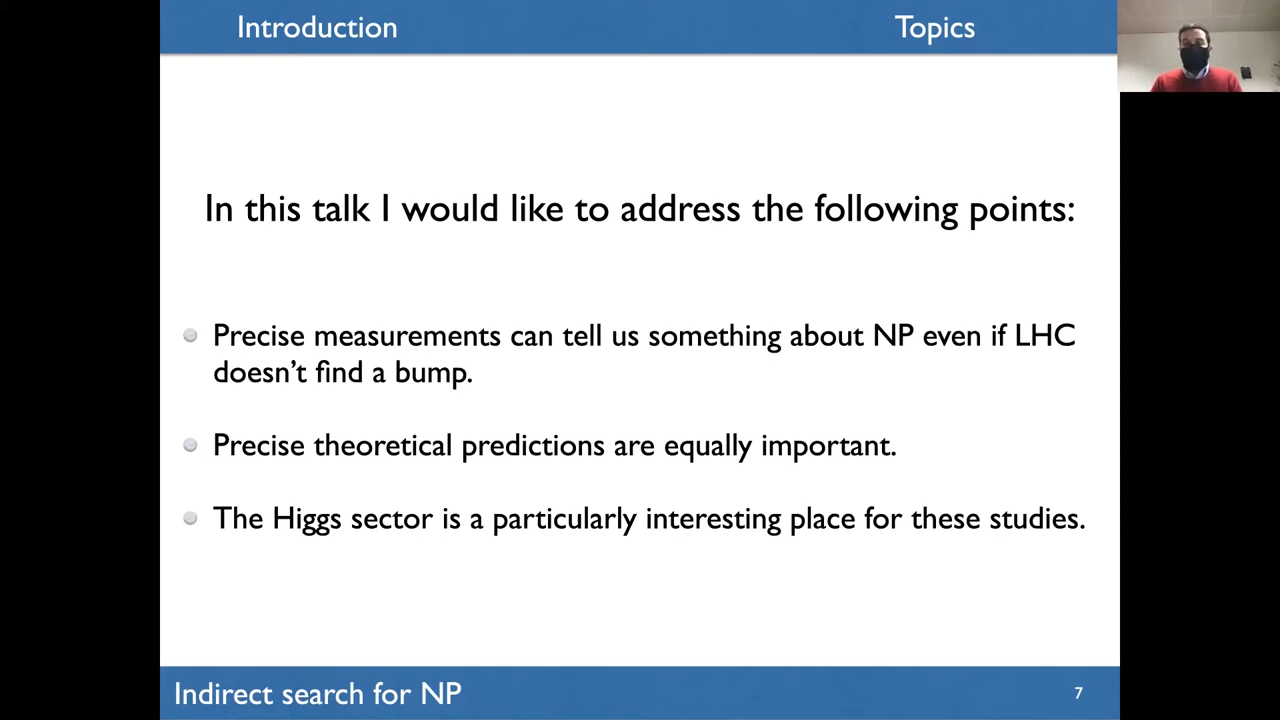 Introduction
Topics
In this talk I would like to address the following points:
Precise measurements can tell us something about NP even if LHC
doesn’t find a bump.
Precise theoretical predictions are equally important.
The Higgs sector is a particularly interesting place for these studies.
Indirect search for NP
7